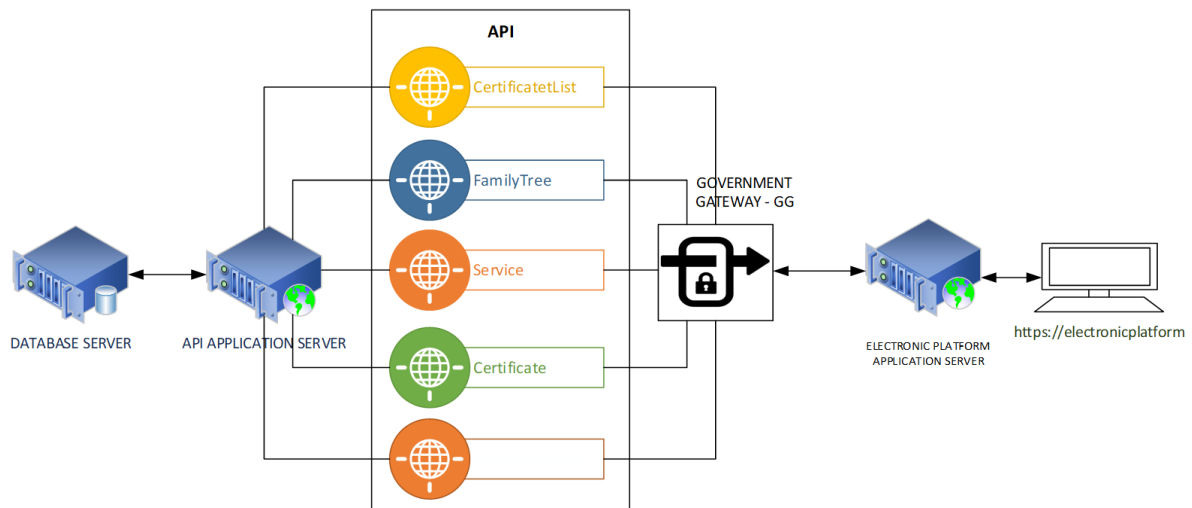 API
CertificatetList
FamilyTree
GOVERNMENT
GATEWAY - GG
Service
DATABASE SERVER
API APPLICATION SERVER
ELECTRONIC PLATFORM
APPLICATION SERVER
https://electronicplatform
Certificate